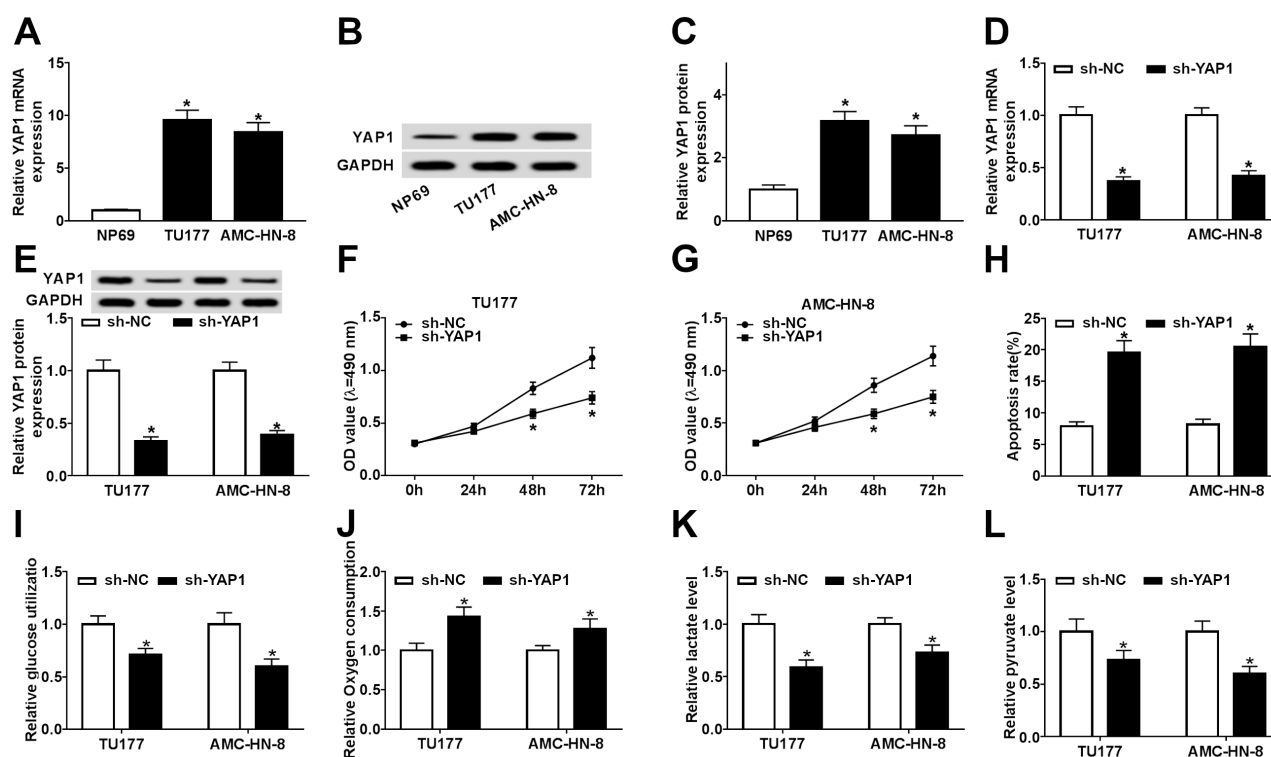 A
Relative YAP1 mRNA
expression
15
10
5
0
*
*
NP69
TU177
AMC-HN-8
B
YAP1
GAPDH
NP69
TU177
AMC-HN-8
C
Relative YAP1 protein
expression
4
2
0
*
*
NP69
TU177
AMC-HN-8
D
Relative YAP1 mRNA
expression
sh-NC
sh-YAP1
1.5
1.0
0.5
0.0
*
*
TU177
AMC-HN-8
E
YAP1
GAPDH
Relative YAP1 protein
expression
sh-NC
sh-YAP1
1.5
1.0
0.5
0.0
*
*
TU177
AMC-HN-8
F
TU177
OD value (λ=490 nm)
sh-NC
sh-YAP1
1.5
1.0
0.5
0.0
*
*
0h
24h
48h
72h
G
AMC-HN-8
OD value (λ=490 nm)
sh-NC
sh-YAP1
1.5
1.0
0.5
0.0
*
*
0h
24h
48h
72h
H
Apoptosis rate(%)
sh-NC
sh-YAP1
25
20
15
10
5
0
*
*
TU177
AMC-HN-8
I
Relative glucose utilizatio
sh-NC
sh-YAP1
1.5
1.0
0.5
0.0
*
*
TU177
AMC-HN-8
J
Relative Oxygen consumption
sh-NC
sh-YAP1
2.0
1.5
1.0
0.5
0.0
*
*
TU177
AMC-HN-8
K
Relative lactate level
sh-NC
sh-YAP1
1.5
1.0
0.5
0.0
*
*
TU177
AMC-HN-8
L
Relative pyruvate level
sh-NC
sh-YAP1
1.5
1.0
0.5
0.0
*
*
TU177
AMC-HN-8